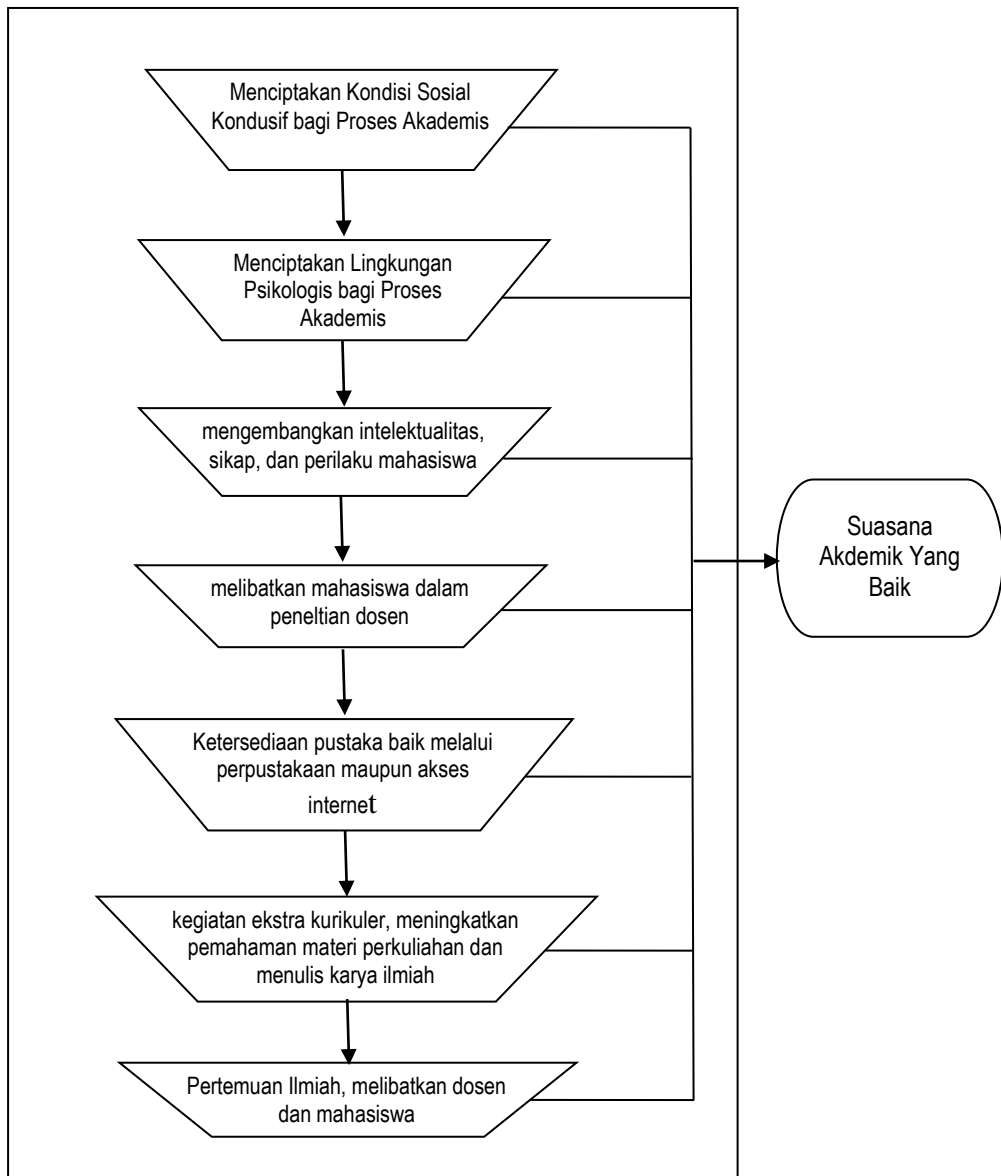 Menciptakan Kondisi Sosial
Kondusif bagi Proses Akademis
Menciptakan Lingkungan
Psikologis bagi Proses
Akademis
mengembangkan intelektualitas,
sikap, dan perilaku mahasiswa
melibatkan mahasiswa dalam
peneltian dosen
Ketersediaan pustaka baik melalui
perpustakaan maupun akses
internet
kegiatan ekstra kurikuler, meningkatkan
pemahaman materi perkuliahan dan
menulis karya ilmiah
Pertemuan Ilmiah, melibatkan dosen
dan mahasiswa
Suasana
Akdemik Yang
Baik